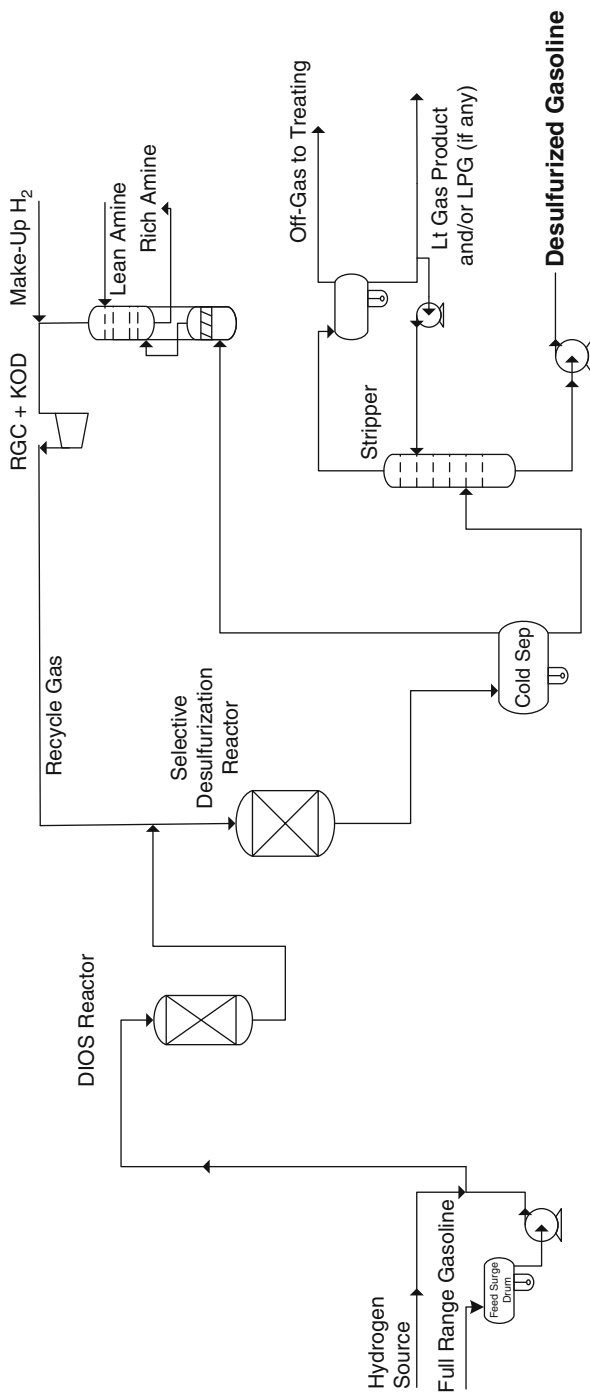 Hydrogen
Source
Full Range Gasoline
Feed Surge
Drum
DIOS Reactor
Recycle Gas
Selective
Desulfurization
Reactor
RGC + KOD
Make-Up H₂
Lean Amine
Rich Amine
Cold Sep
Stripper
Off-Gas to Treating
Lt Gas Product
and/or LPG (if any)
Desulfurized Gasoline